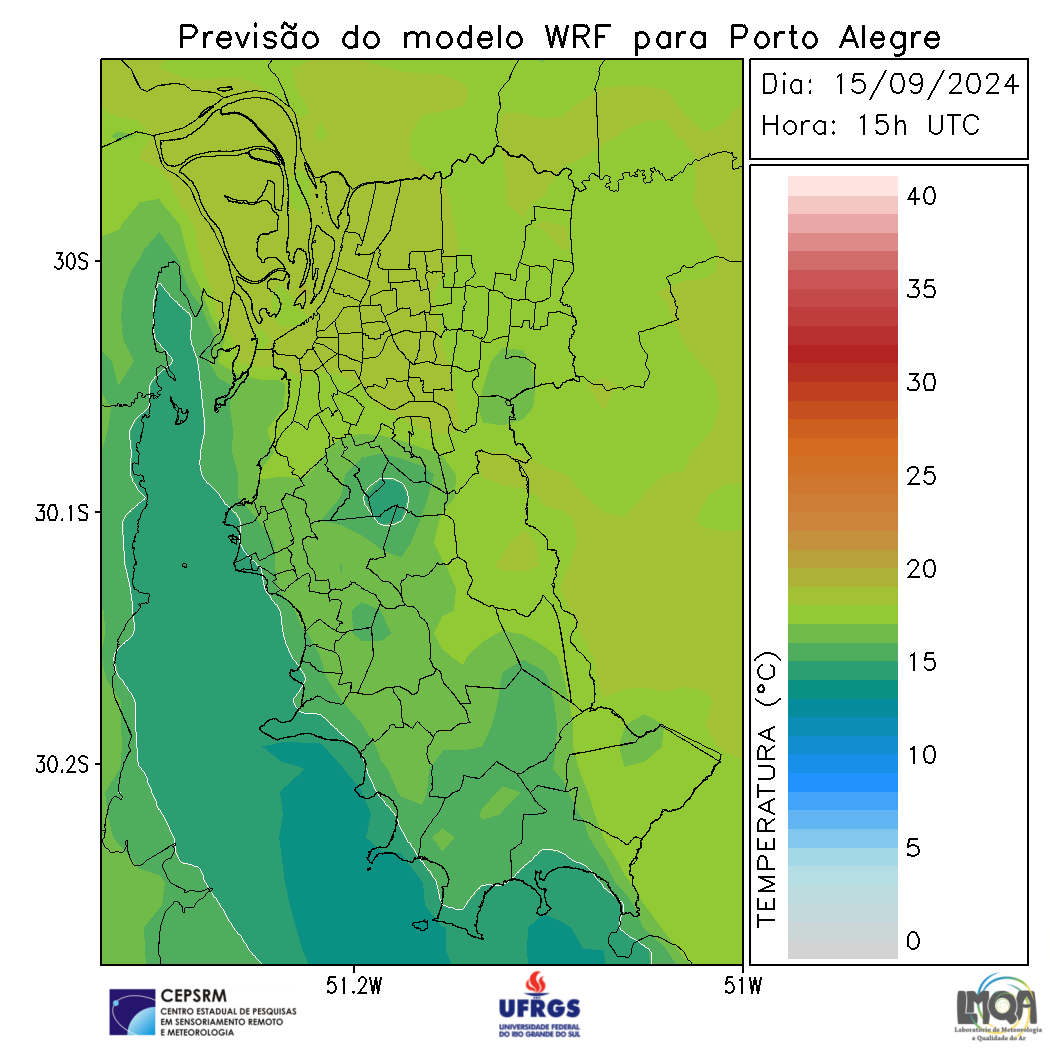 Previsão do modelo WRF para Porto Alegre
Dia: 15/09/2024
Hora: 15h UTC
40
35
30
25
20
15
10
5
0
TEMPERATURA (°C)
30S
30.1S
30.2S
51.2W
51W
CEPSRM
CENTRO ESTADUAL DE PESQUISAS
EM SENSORIAMENTO REMOTO
E METEOROLOGIA
UFRGS
UNIVERSIDADE FEDERAL
DO RIO GRANDE DO SUL
LMQA
Laboratório de Meteorologia
e Qualidade do Ar